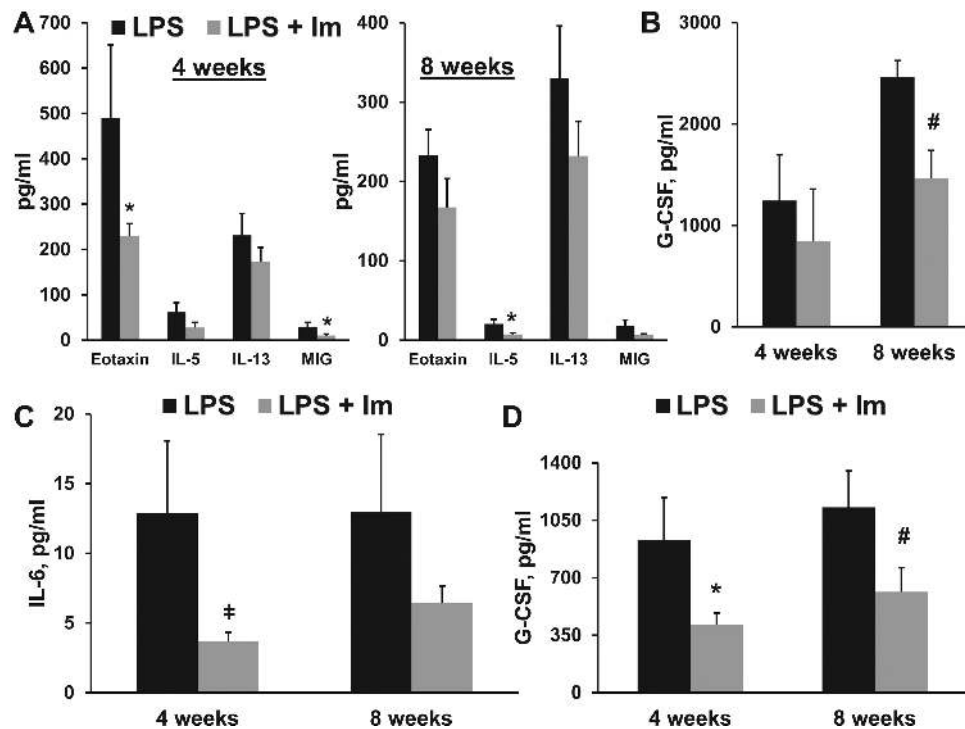 A
LPS LPS + Im
4 weeks
pg/ml
700
600
500
400
300
200
100
0
*
*
Eotaxin IL-5 IL-13 MIG
8 weeks
pg/ml
400
300
200
100
0
*
Eotaxin IL-5 IL-13 MIG
B
G-CSF, pg/ml
3000
2000
1000
0
#
4 weeks 8 weeks
C
LPS LPS + Im
IL-6, pg/ml
20
15
10
5
0
‡
4 weeks 8 weeks
D
LPS LPS + Im
G-CSF, pg/ml
1400
1050
700
350
0
*
#
4 weeks 8 weeks